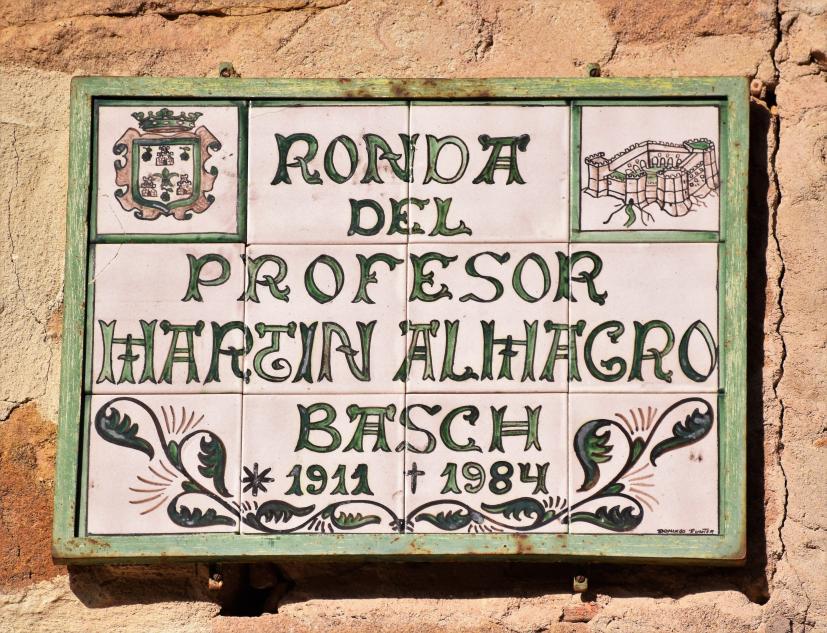 RONDA
DEL
PROFESOR
MARTIN ALMAGRO
BASCH
* 1911 † 1984